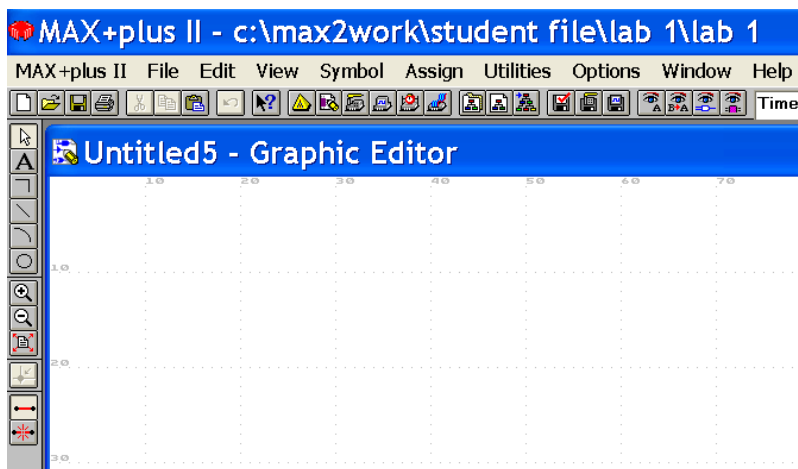 MAX+plus II - c:\max2work\student file\lab 1\lab 1
MAX+plus II File Edit View Symbol Assign Utilities Options Window Help
Time
A
Untitled5 - Graphic Editor
10 20 30 40 50 60 70
10
20
30